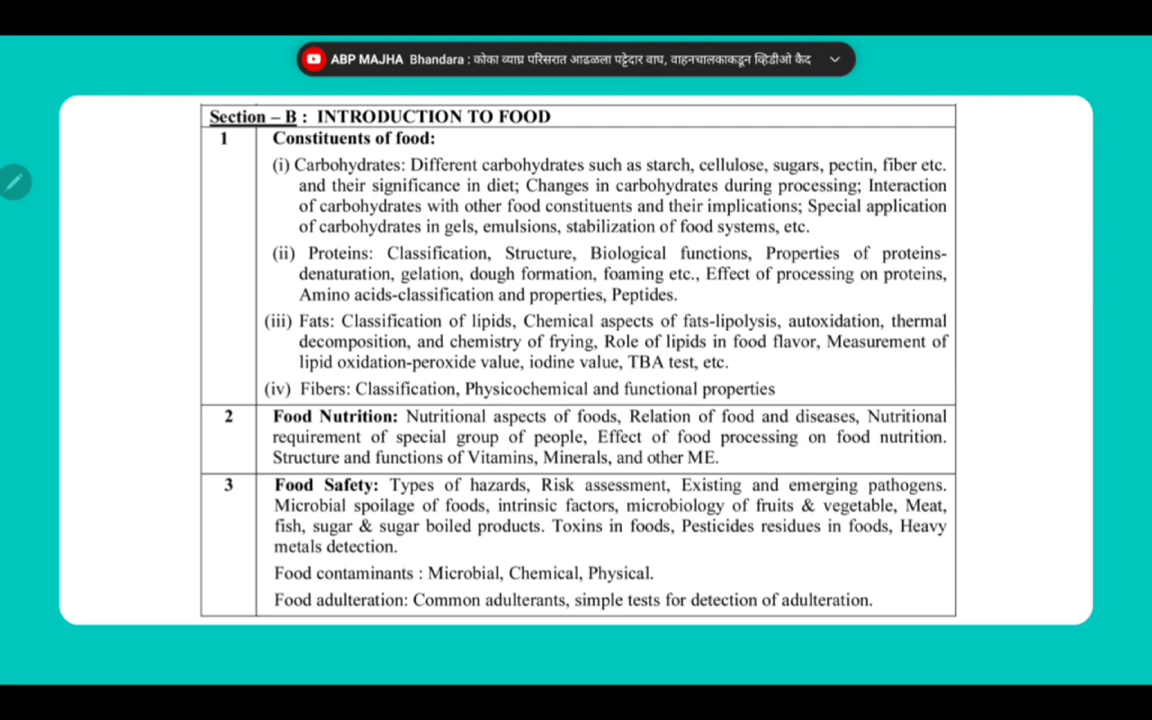 ABP MAJHA Bhandara : कोका व्याघ्र परिसरात आढळला पट्टेदार वाघ, वाहनचालकाकडून व्हिडीओ कैद
Section – B : INTRODUCTION TO FOOD
1 Constituents of food:
(i) Carbohydrates: Different carbohydrates such as starch, cellulose, sugars, pectin, fiber etc.
and their significance in diet; Changes in carbohydrates during processing; Interaction
of carbohydrates with other food constituents and their implications; Special application
of carbohydrates in gels, emulsions, stabilization of food systems, etc.
(ii) Proteins: Classification, Structure, Biological functions, Properties of proteins-
denaturation, gelation, dough formation, foaming etc., Effect of processing on proteins,
Amino acids-classification and properties, Peptides.
(iii) Fats: Classification of lipids, Chemical aspects of fats-lipolysis, autoxidation, thermal
decomposition, and chemistry of frying, Role of lipids in food flavor, Measurement of
lipid oxidation-peroxide value, iodine value, TBA test, etc.
(iv) Fibers: Classification, Physicochemical and functional properties
2 Food Nutrition: Nutritional aspects of foods, Relation of food and diseases, Nutritional
requirement of special group of people, Effect of food processing on food nutrition.
Structure and functions of Vitamins, Minerals, and other ME.
3 Food Safety: Types of hazards, Risk assessment, Existing and emerging pathogens.
Microbial spoilage of foods, intrinsic factors, microbiology of fruits & vegetable, Meat,
fish, sugar & sugar boiled products. Toxins in foods, Pesticides residues in foods, Heavy
metals detection.
Food contaminants : Microbial, Chemical, Physical.
Food adulteration: Common adulterants, simple tests for detection of adulteration.